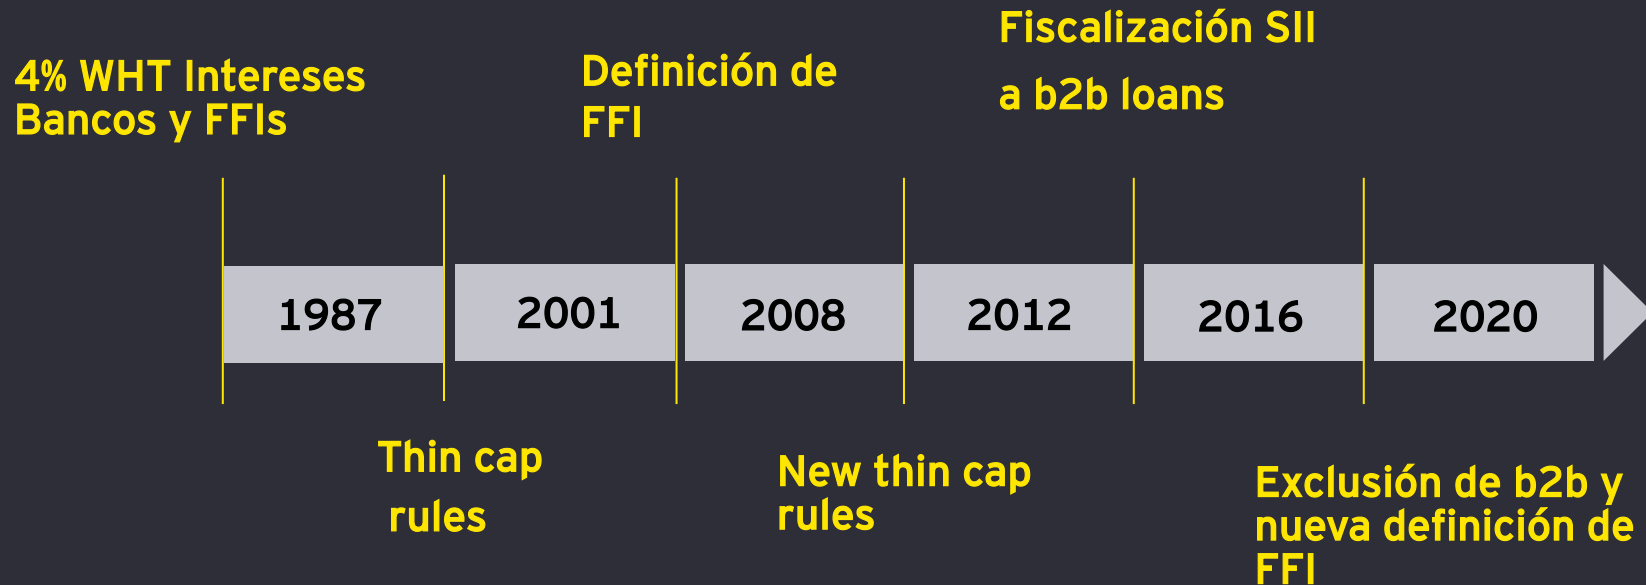 Fiscalización SII
a b2b loans
4% WHT Intereses
Bancos y FFIs
Definición de
FFI
1987
2001
2008
2012
2016
2020
Thin cap
rules
New thin cap
rules
Exclusión de b2b y
nueva definición de
FFI